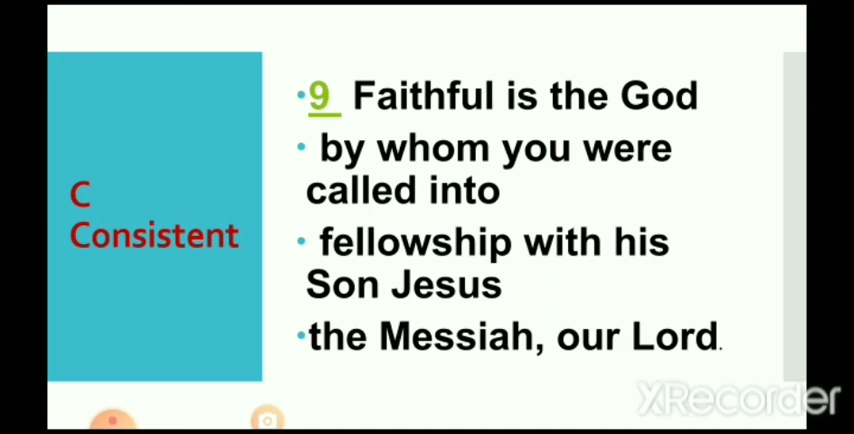 C
Consistent
•9 Faithful is the God
• by whom you were
called into
• fellowship with his
Son Jesus
•the Messiah, our Lord.
XRecorder